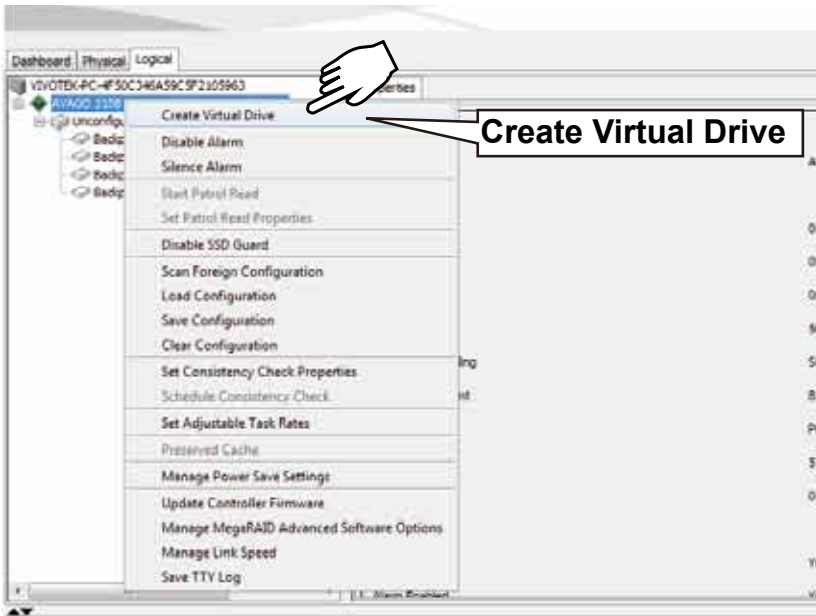 Dashboard Physical Logical
VIVOTEK-PC-4F50C346A59C5F2105963
AVAGO
Create Virtual Drive
Create Virtual Drive
Disable Alarm
Silence Alarm
Start Patrol Read
Set Patrol Read Properties
Disable SSD Guard
Scan Foreign Configuration
Load Configuration
Save Configuration
Clear Configuration
Set Consistency Check Properties
Schedule Consistency Check
Set Adjustable Task Rates
Preserved Cache
Manage Power Save Settings
Update Controller Firmware
Manage MegaRAID Advanced Software Options
Manage Link Speed
Save TTY Log
Alarm Enabled